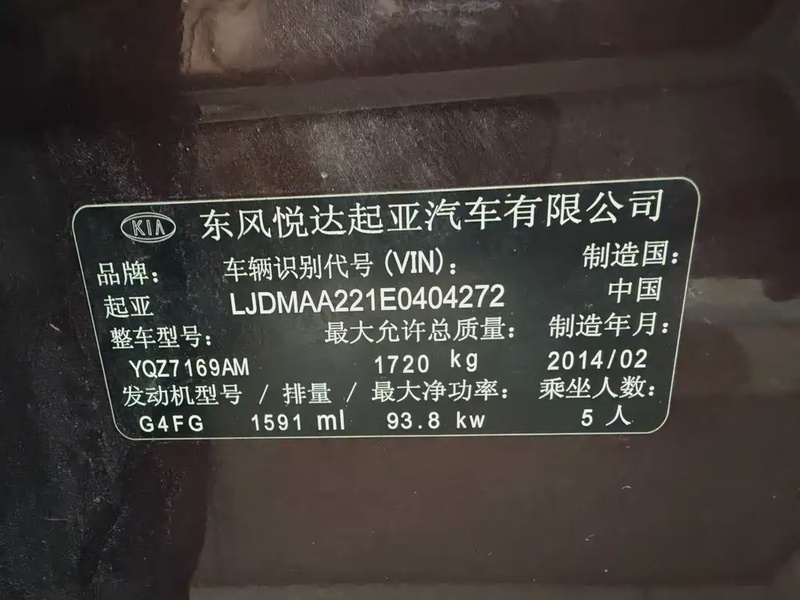 KIA 东风悦达起亚汽车有限公司
品牌： 车辆识别代号(VIN)： 制造国：
起亚 LJDMAA221E0404272 中国
整车型号： 最大允许总质量： 制造年月：
YQZ7169AM 1720 kg 2014/02
发动机型号 / 排量 / 最大净功率： 乘坐人数：
G4FG 1591 ml 93.8 kw 5 人